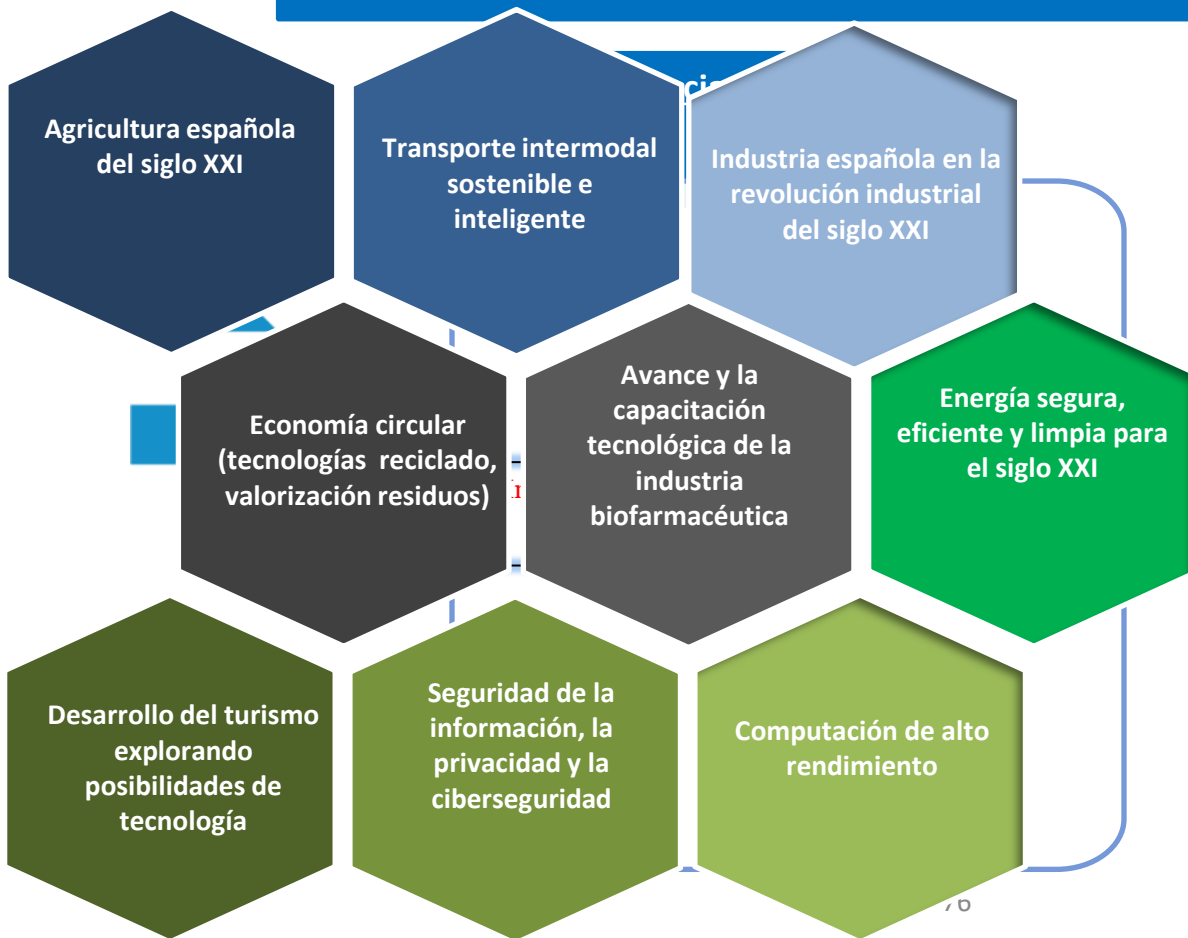 Agricultura española
del siglo XXI
Transporte intermodal
sostenible e
inteligente
Industria española en la
revolución industrial
del siglo XXI
Economía circular
(tecnologías reciclado,
valorización residuos)
Avance y la
capacitación
tecnológica de la
industria
biofarmacéutica
Energía segura,
eficiente y limpia para
el siglo XXI
Desarrollo del turismo
explorando
posibilidades de
tecnología
Seguridad de la
información, la
privacidad y la
ciberseguridad
Computación de alto
rendimiento